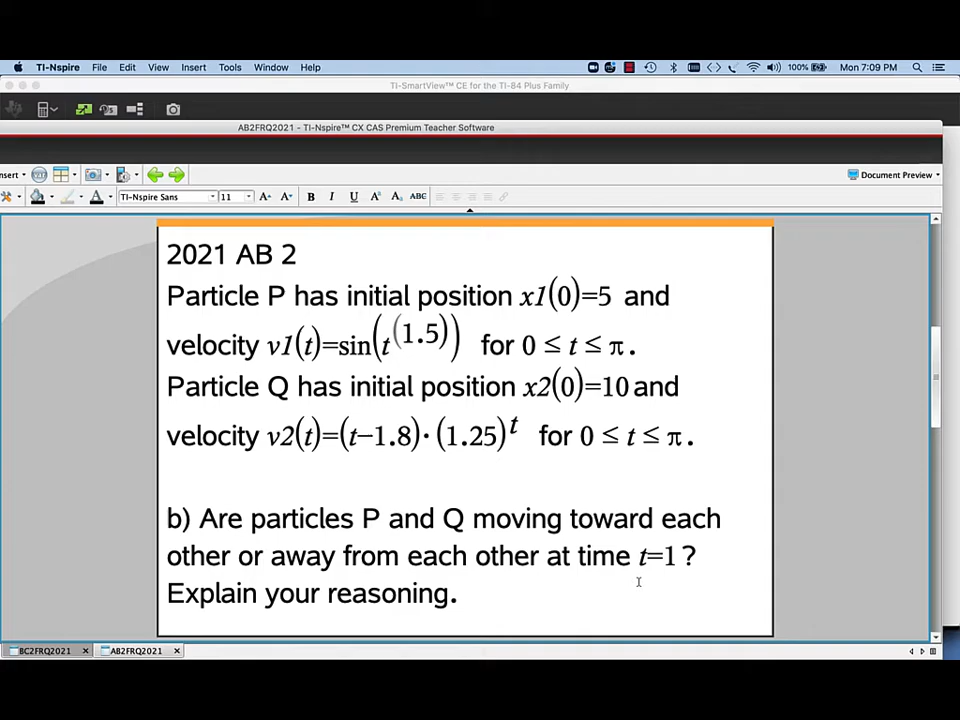 TI-Nspire File Edit View Insert Tools Window Help 100% Mon 7:09 PM
TI-SmartView™ CE for the TI-84 Plus Family
AB2FRQ2021 - TI-Nspire™ CX CAS Premium Teacher Software
nsert Document Preview
TI-Nspire Sans 11 A A B I U A A ABC
2021 AB 2
Particle P has initial position x1(0)=5 and
velocity v1(t)=sin(t^(1.5)) for 0 ≤ t ≤ π.
Particle Q has initial position x2(0)=10 and
velocity v2(t)=(t−1.8)·(1.25)^t for 0 ≤ t ≤ π.
b) Are particles P and Q moving toward each
other or away from each other at time t=1?
Explain your reasoning.
BC2FRQ2021 AB2FRQ2021